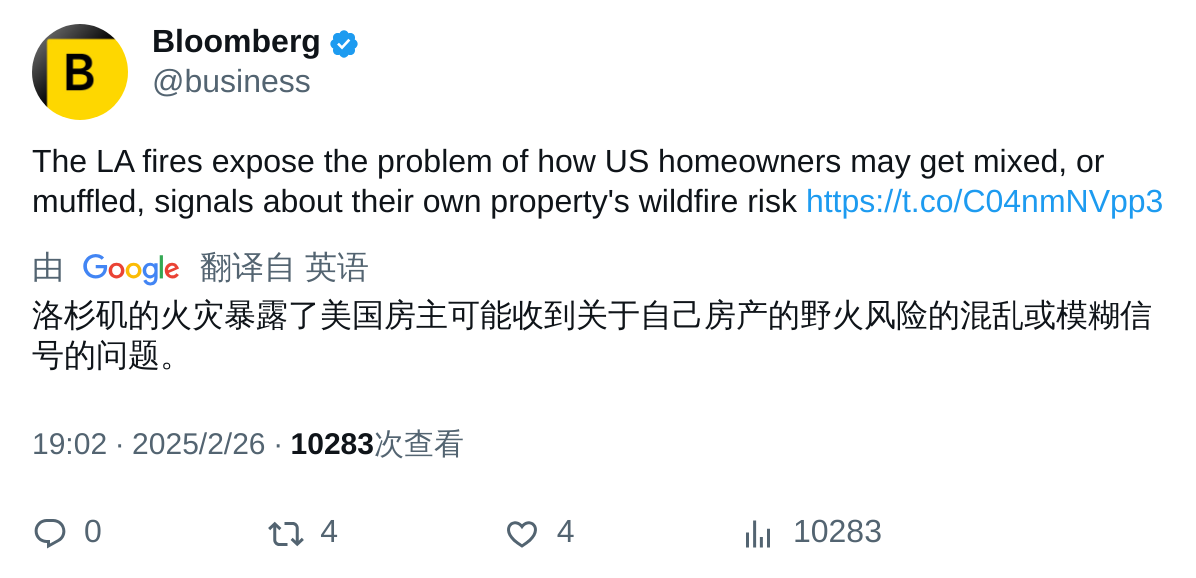 B
Bloomberg
@business
The LA fires expose the problem of how US homeowners may get mixed, or
muffled, signals about their own property's wildfire risk https://t.co/C04nmNVpp3
由 Google 翻译自 英语
洛杉矶的火灾暴露了美国房主可能收到关于自己房产的野火风险的混乱或模糊信
号的问题。
19:02 · 2025/2/26 · 10283次查看
0 4 4 10283